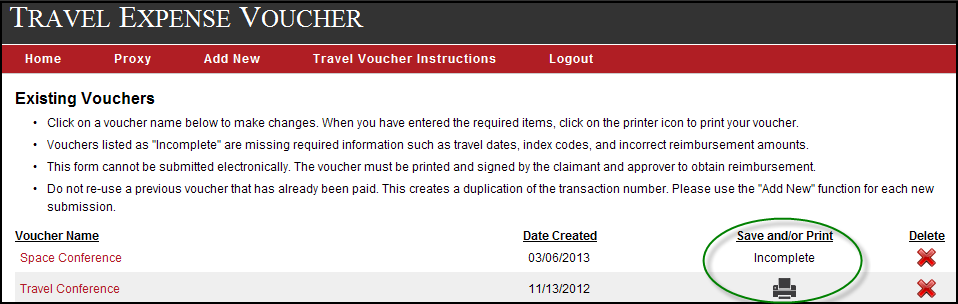 TRAVEL EXPENSE VOUCHER
Home Proxy Add New Travel Voucher Instructions Logout
Existing Vouchers
• Click on a voucher name below to make changes. When you have entered the required items, click on the printer icon to print your voucher.
• Vouchers listed as "Incomplete" are missing required information such as travel dates, index codes, and incorrect reimbursement amounts.
• This form cannot be submitted electronically. The voucher must be printed and signed by the claimant and approver to obtain reimbursement.
• Do not re-use a previous voucher that has already been paid. This creates a duplication of the transaction number. Please use the "Add New" function for each new
submission.
Voucher Name Date Created Save and/or Print Delete
Space Conference 03/06/2013 Incomplete
Travel Conference 11/13/2012